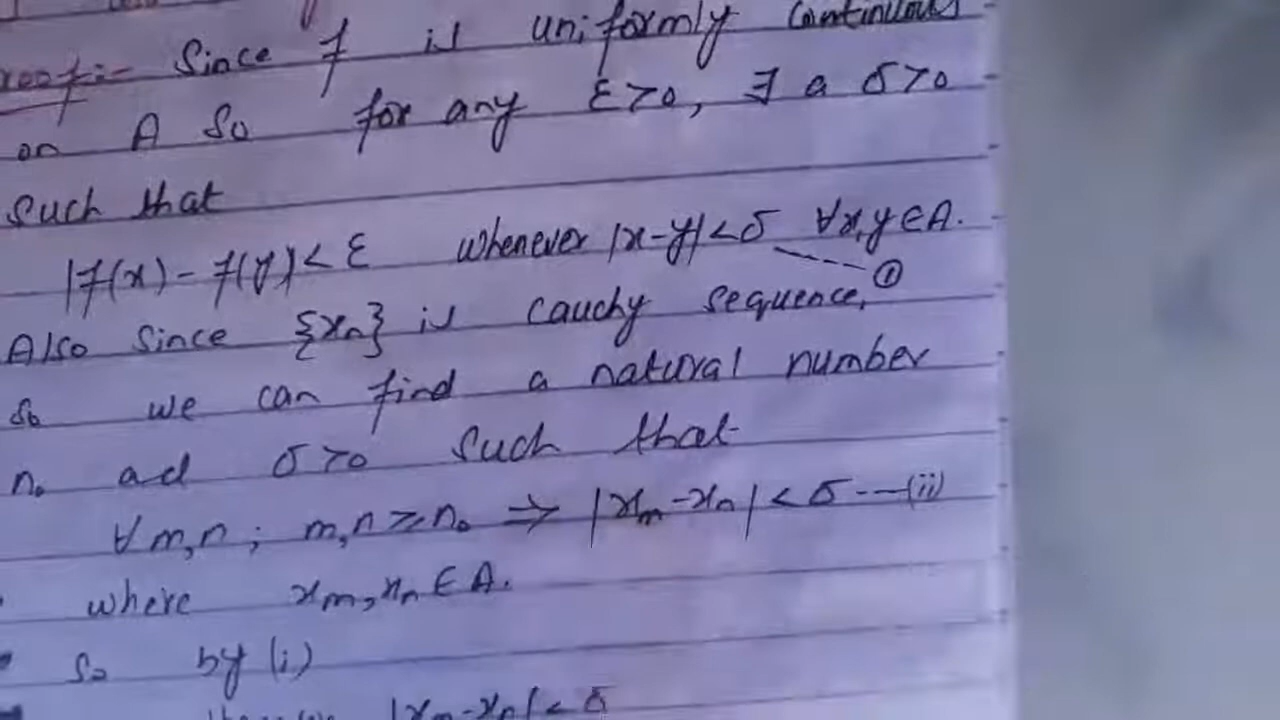 Since f is uniformly continuous
on A So for any ε>0, ∃ a δ>0
such that
|f(x) - f(y)|<ε whenever |x-y|<δ ∀x,y∈A.
①
Also Since {xn} is cauchy sequence,
So we can find a natural number
n₀ ad δ>0 such that
∀ m,n ; m,n ≥ n₀ ⇒ |xm-xn| < δ ---(ii)
where xm, xn ∈ A.
So by (i)
|xm-xn| < δ